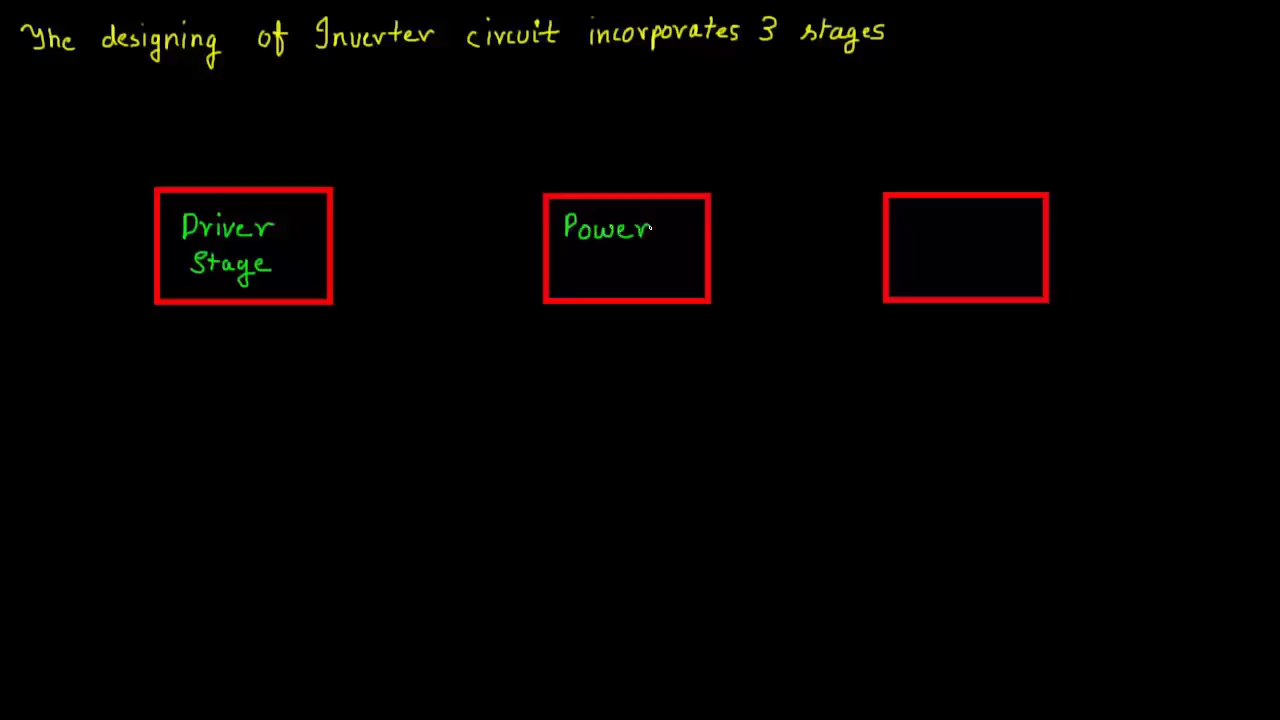 The designing of Inverter circuit incorporates 3 stages
Driver
Stage
Power